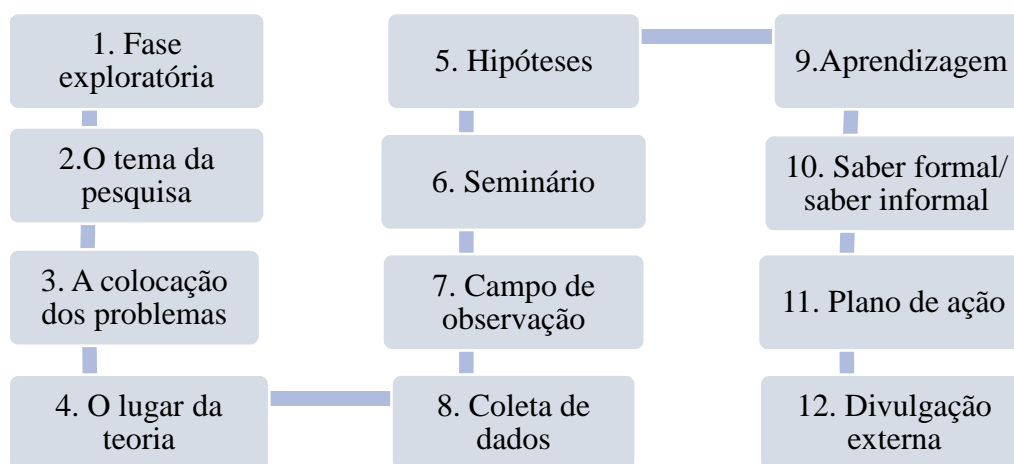 1. Fase
exploratória
2.O tema da
pesquisa
3. A colocação
dos problemas
4. O lugar da
teoria
5. Hipóteses
6. Seminário
7. Campo de
observação
8. Coleta de
dados
9.Aprendizagem
10. Saber formal/
saber informal
11. Plano de ação
12. Divulgação
externa